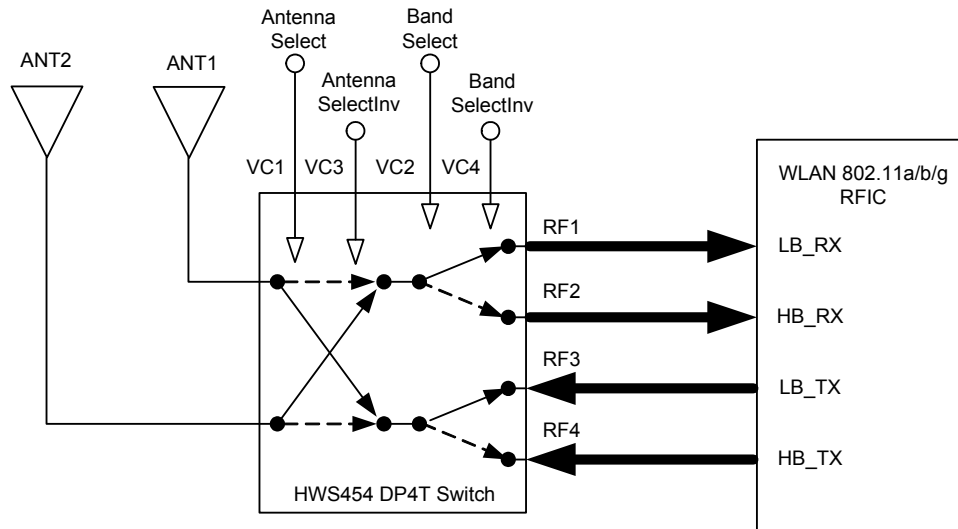 Antenna
Select
Band
Select
ANT2
ANT1
Antenna
SelectInv
Band
SelectInv
VC1
VC3
VC2
VC4
WLAN 802.11a/b/g
RFIC
RF1
LB_RX
RF2
HB_RX
RF3
LB_TX
RF4
HB_TX
HWS454 DP4T Switch